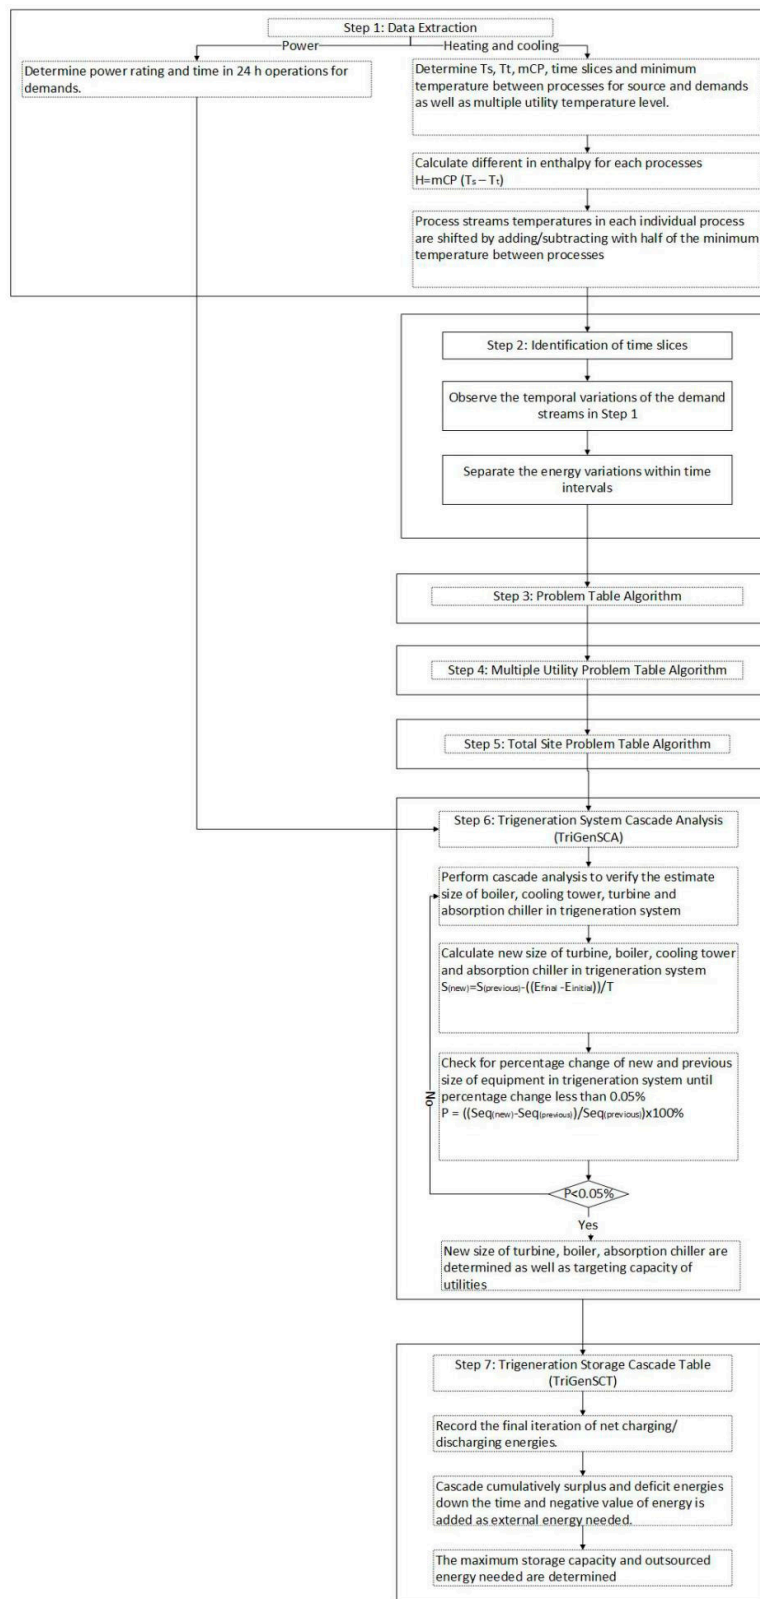 Step 1: Data Extraction
Power
Heating and cooling
Determine power rating and time in 24 h operations for
demands.
Determine Ts, Tt, mCP, time slices and minimum
temperature between processes for source and demands
as well as multiple utility temperature level.
Calculate different in enthalpy for each processes
H=mCP (Ts – Tt)
Process streams temperatures in each individual process
are shifted by adding/subtracting with half of the minimum
temperature between processes
Step 2: Identification of time slices
Observe the temporal variations of the demand
streams in Step 1
Separate the energy variations within time
intervals
Step 3: Problem Table Algorithm
Step 4: Multiple Utility Problem Table Algorithm
Step 5: Total Site Problem Table Algorithm
Step 6: Trigeneration System Cascade Analysis
(TriGenSCA)
Perform cascade analysis to verify the estimate
size of boiler, cooling tower, turbine and
absorption chiller in trigeneration system
Calculate new size of turbine, boiler, cooling tower
and absorption chiller in trigeneration system
S(new)=S(previous)-((Efinal -Einitial))/T
Check for percentage change of new and previous
size of equipment in trigeneration system until
percentage change less than 0.05%
P = ((Seq(new)-Seq(previous))/Seq(previous))x100%
No
P<0.05%
Yes
New size of turbine, boiler, absorption chiller are
determined as well as targeting capacity of
utilities
Step 7: Trigeneration Storage Cascade Table
(TriGenSCT)
Record the final iteration of net charging/
discharging energies.
Cascade cumulatively surplus and deficit energies
down the time and negative value of energy is
added as external energy needed.
The maximum storage capacity and outsourced
energy needed are determined